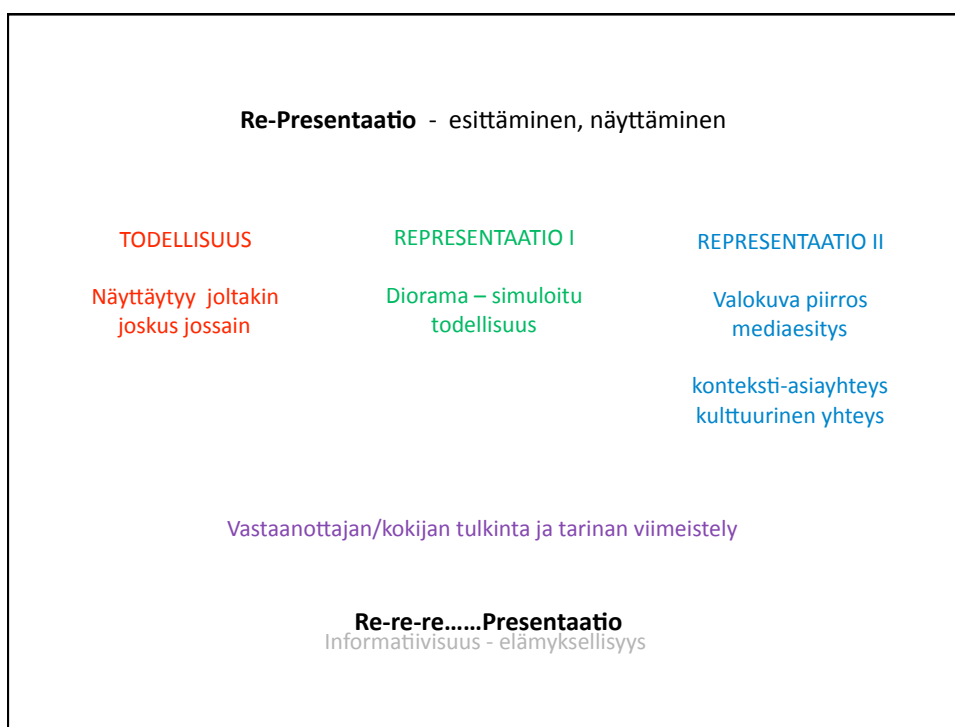 Re-Presentaatio - esittäminen, näyttäminen
TODELLISUUS
Näyttäytyy joltakin
joskus jossain
REPRESENTAATIO I
Diorama – simuloitu
todellisuus
REPRESENTAATIO II
Valokuva piirros
mediaesitys
konteksti-asiayhteys
kulttuurinen yhteys
Vastaanottajan/kokijan tulkinta ja tarinan viimeistely
Re-re-re……Presentaatio
Informatiivisuus - elämyksellisyys